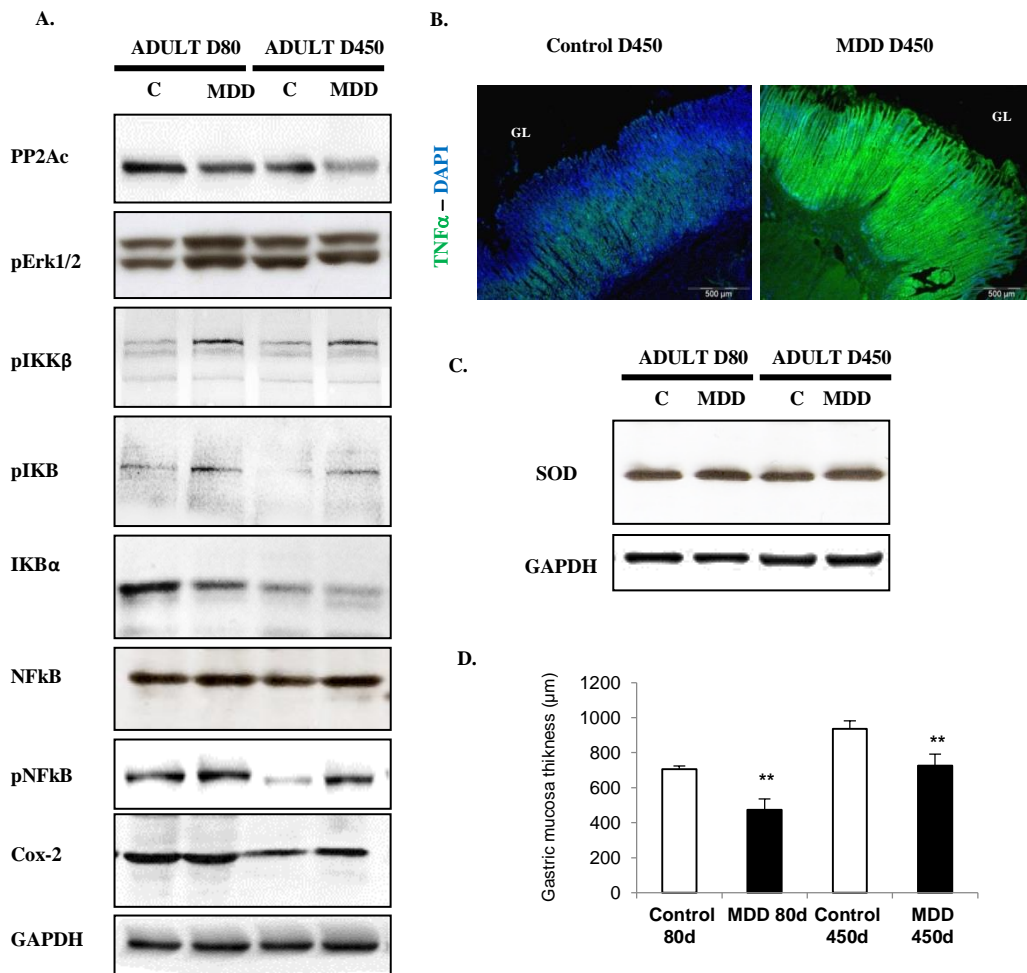 A.
ADULT D80 ADULT D450
C MDD C MDD
PP2Ac
pErk1/2
pIKKβ
pIKB
IKBα
NFkB
pNFkB
Cox-2
GAPDH
B.
Control D450 MDD D450
TNFα – DAPI
GL
500 µm
GL
500 µm
C.
ADULT D80 ADULT D450
C MDD C MDD
SOD
GAPDH
D.
Gastric mucosa thikness (µm)
1200
1000
800
600
400
200
0
**
**
Control 80d
MDD 80d
Control 450d
MDD 450d